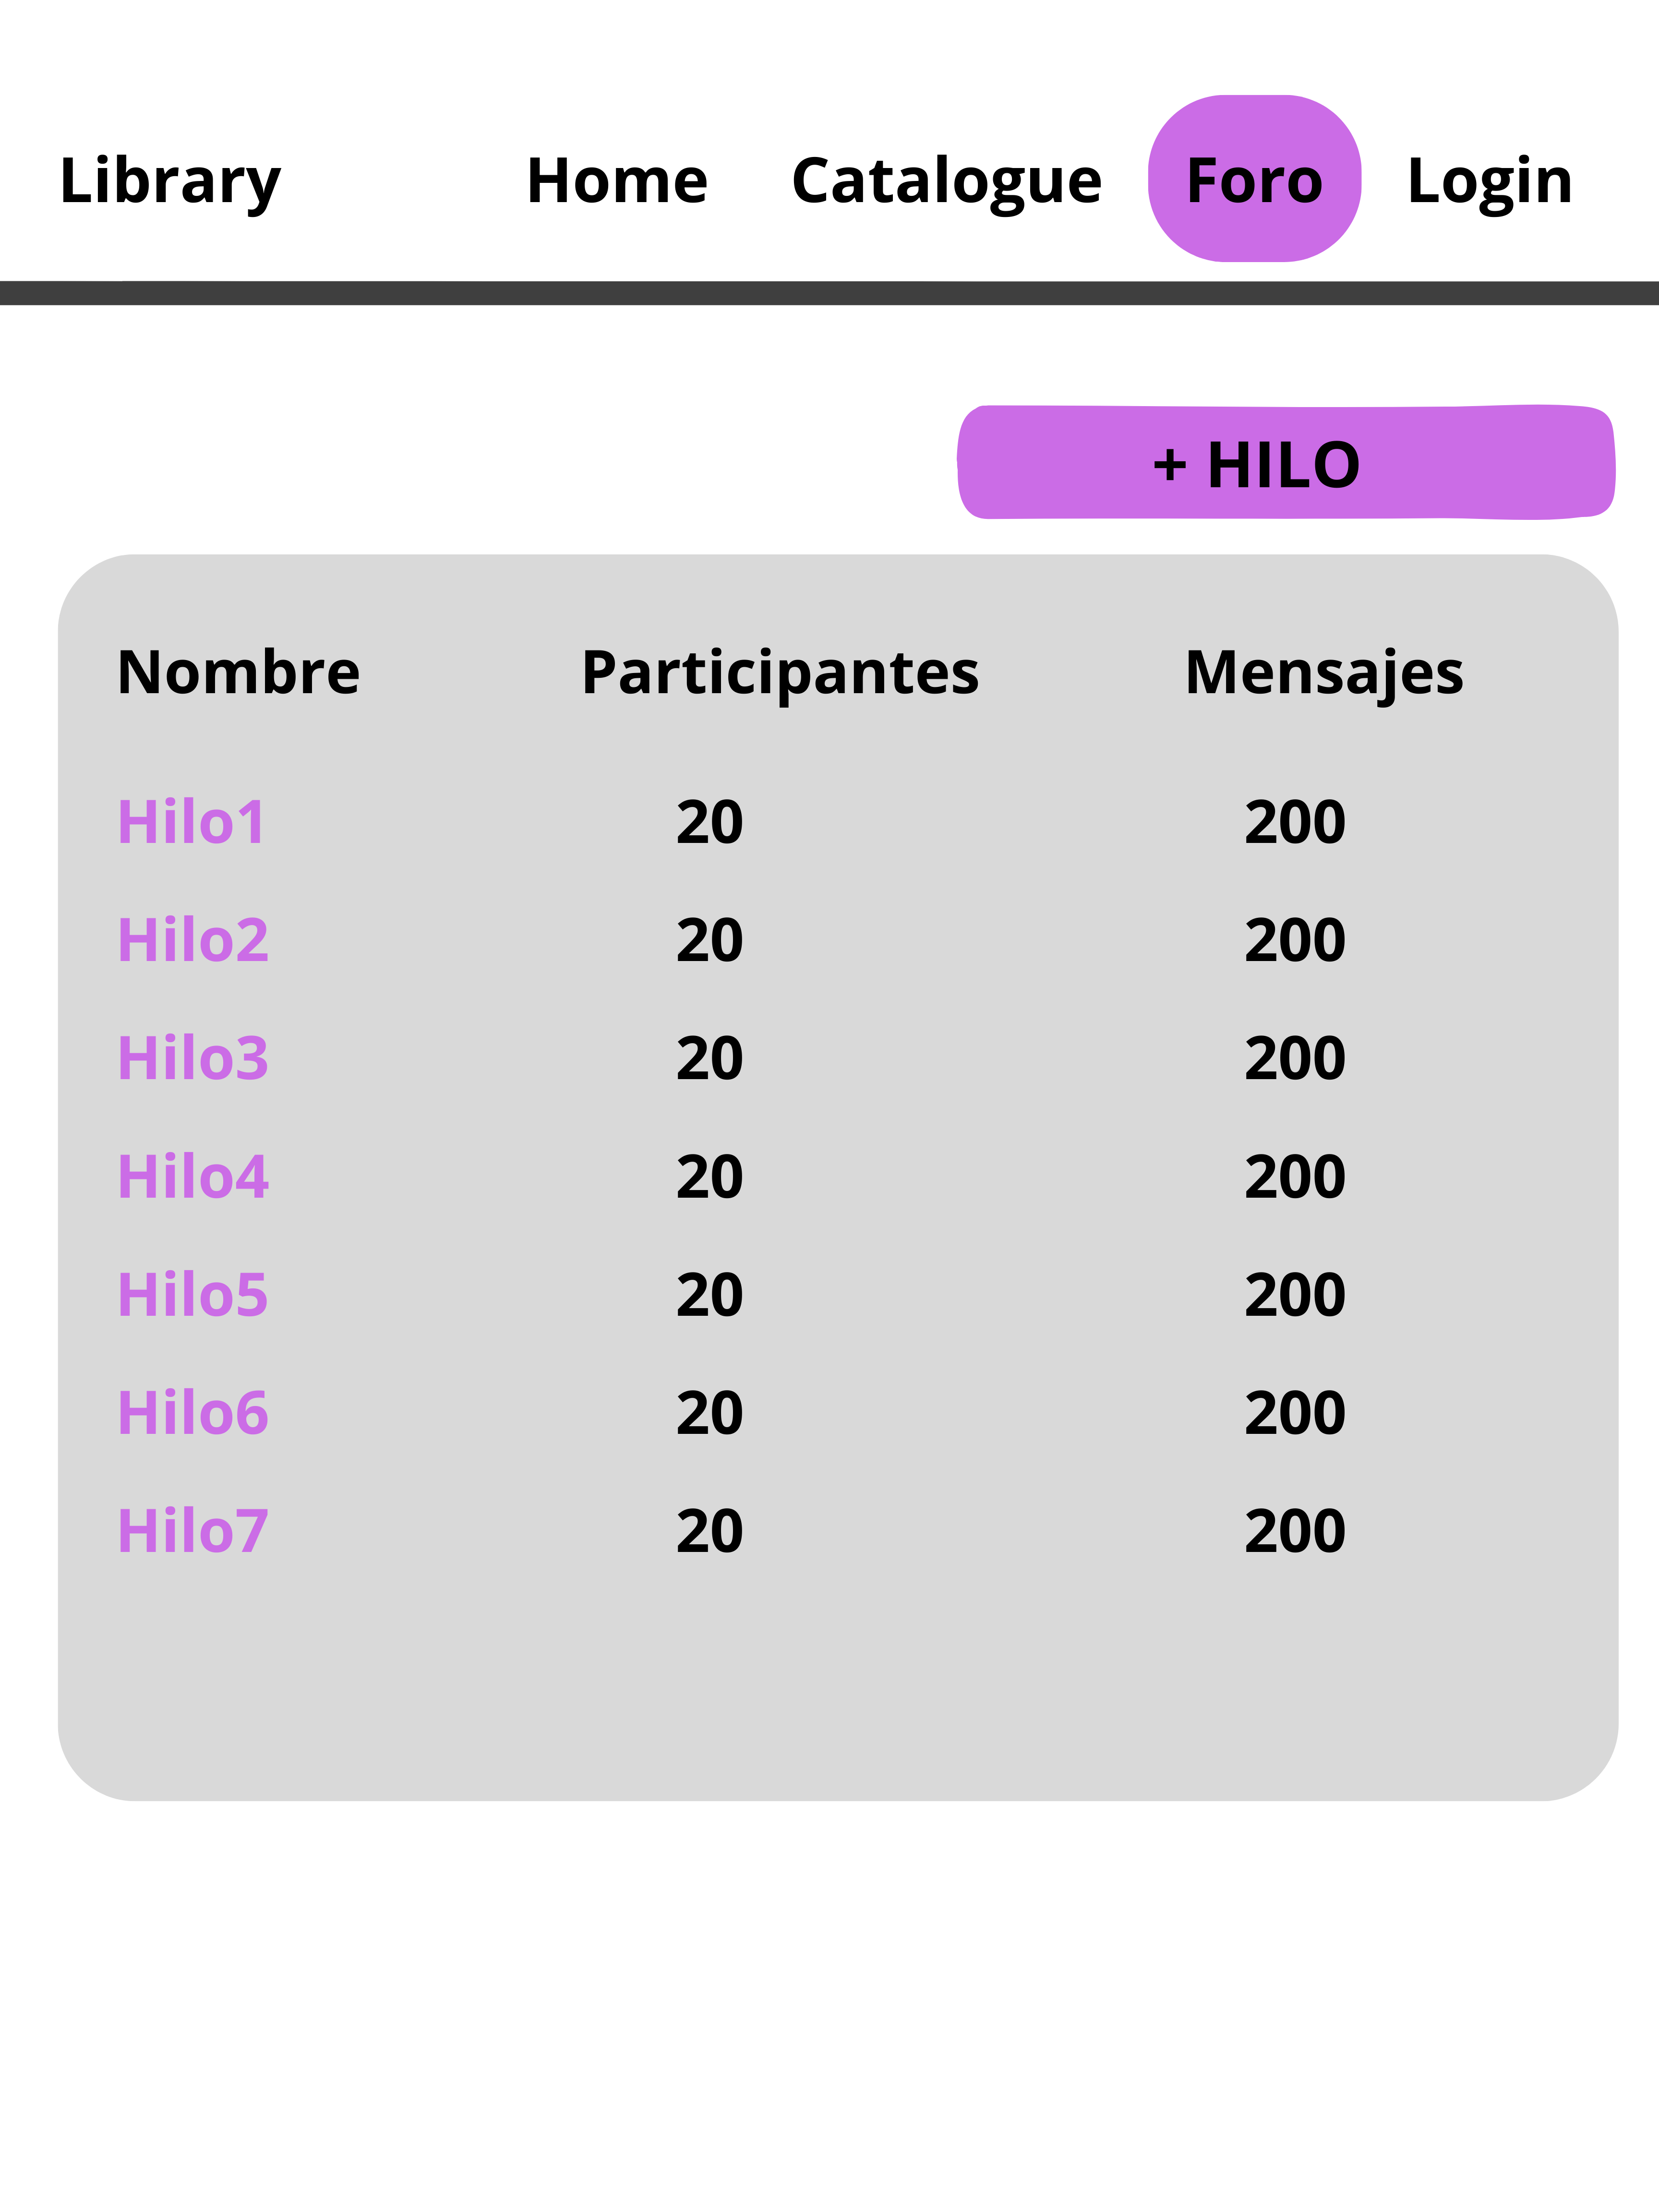 Library Home Catalogue Foro Login
+ HILO
Nombre Participantes Mensajes
Hilo1 20 200
Hilo2 20 200
Hilo3 20 200
Hilo4 20 200
Hilo5 20 200
Hilo6 20 200
Hilo7 20 200